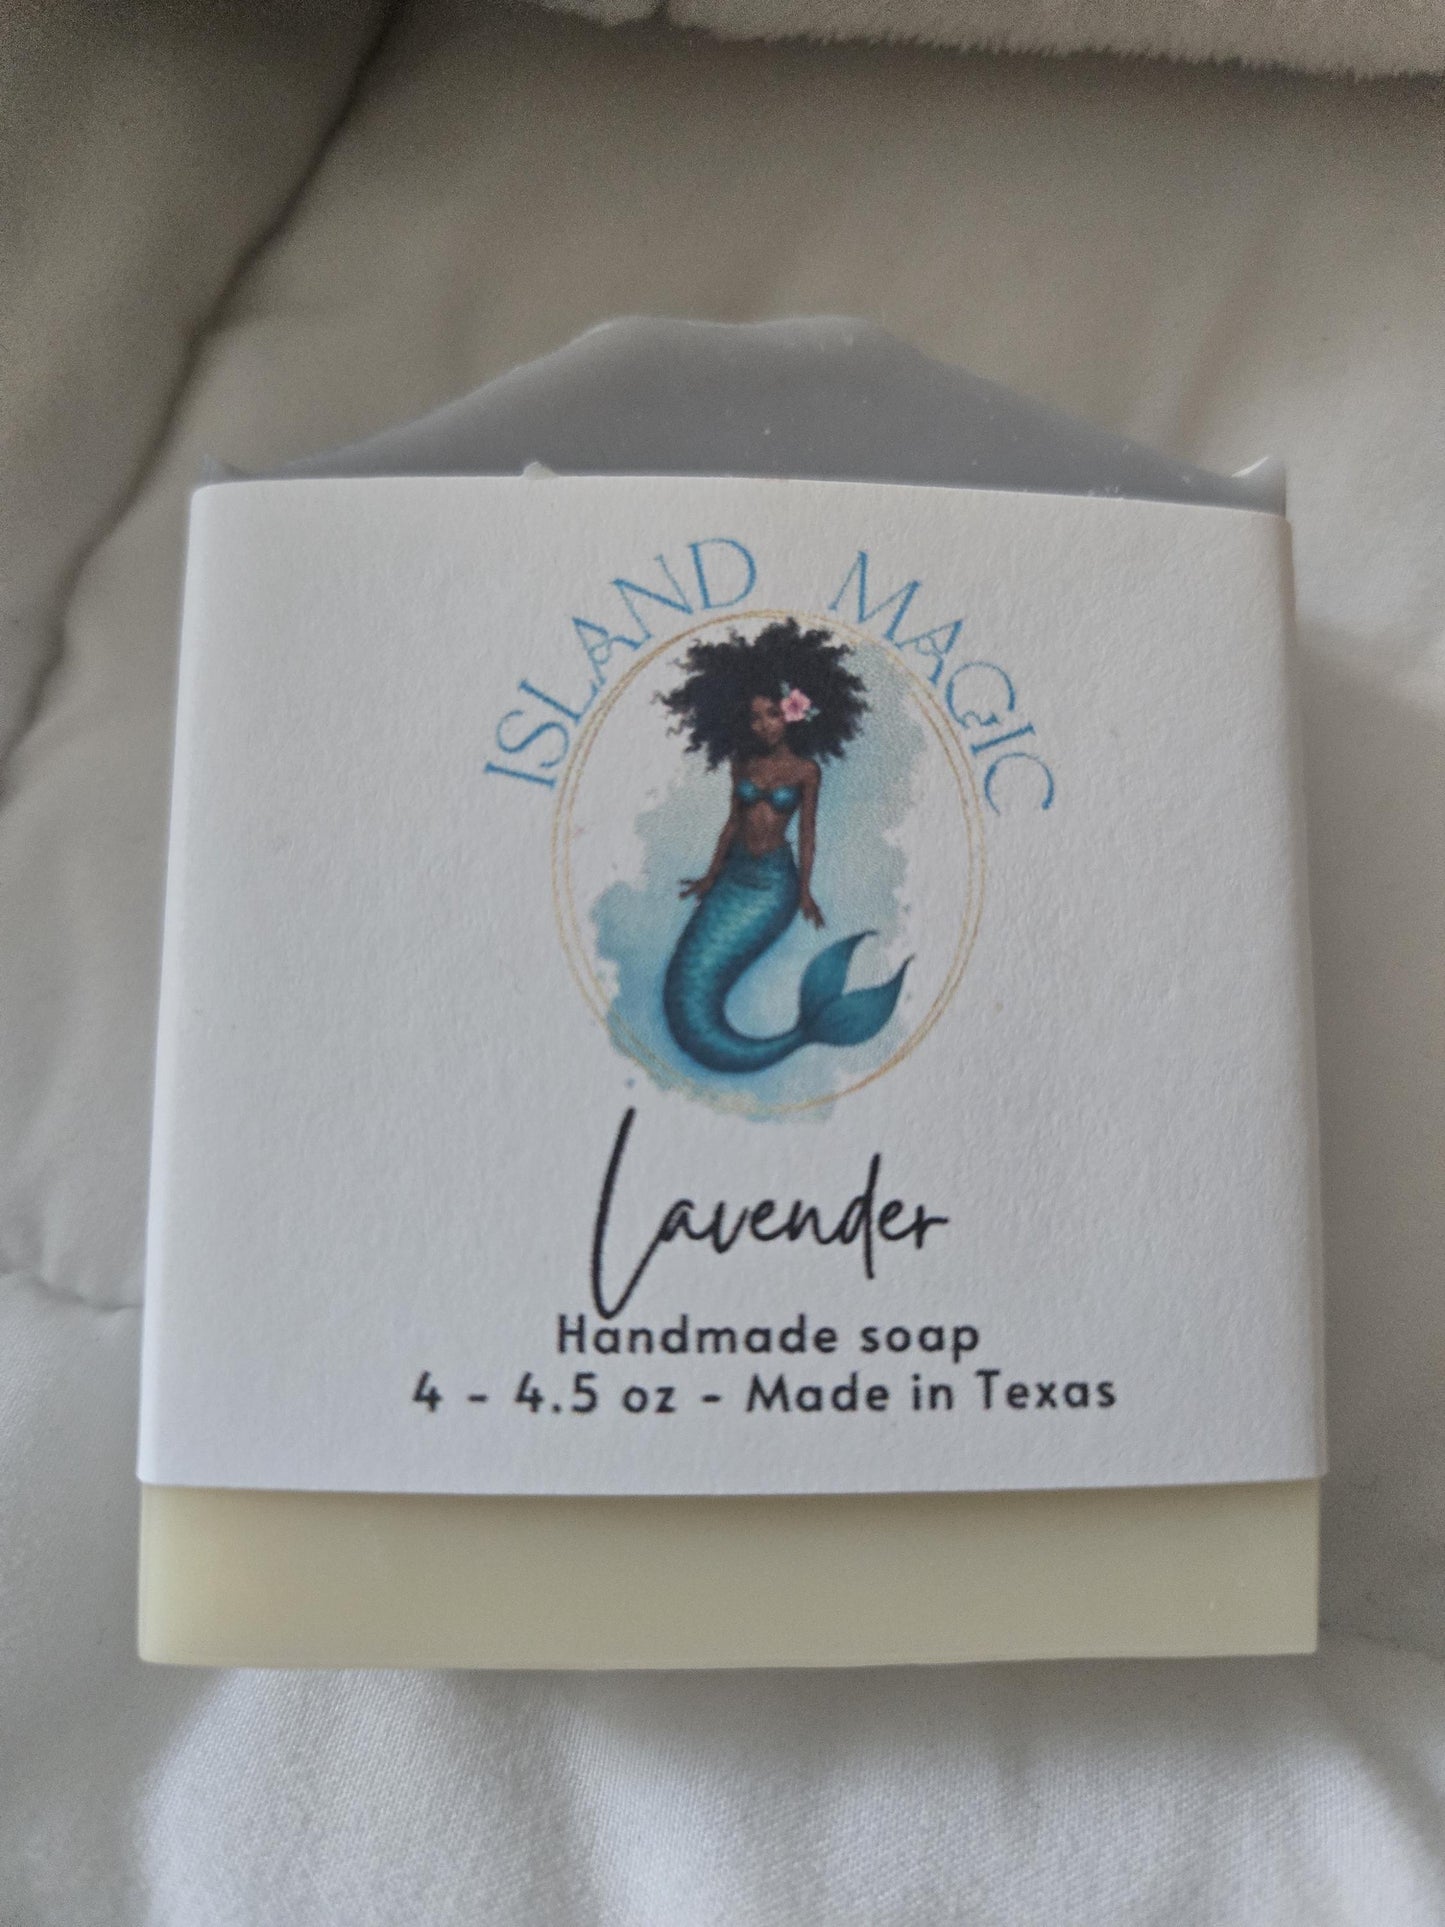 ISLAND MAGIC
Lavender
Handmade soap
4 - 4.5 oz - Made in Texas